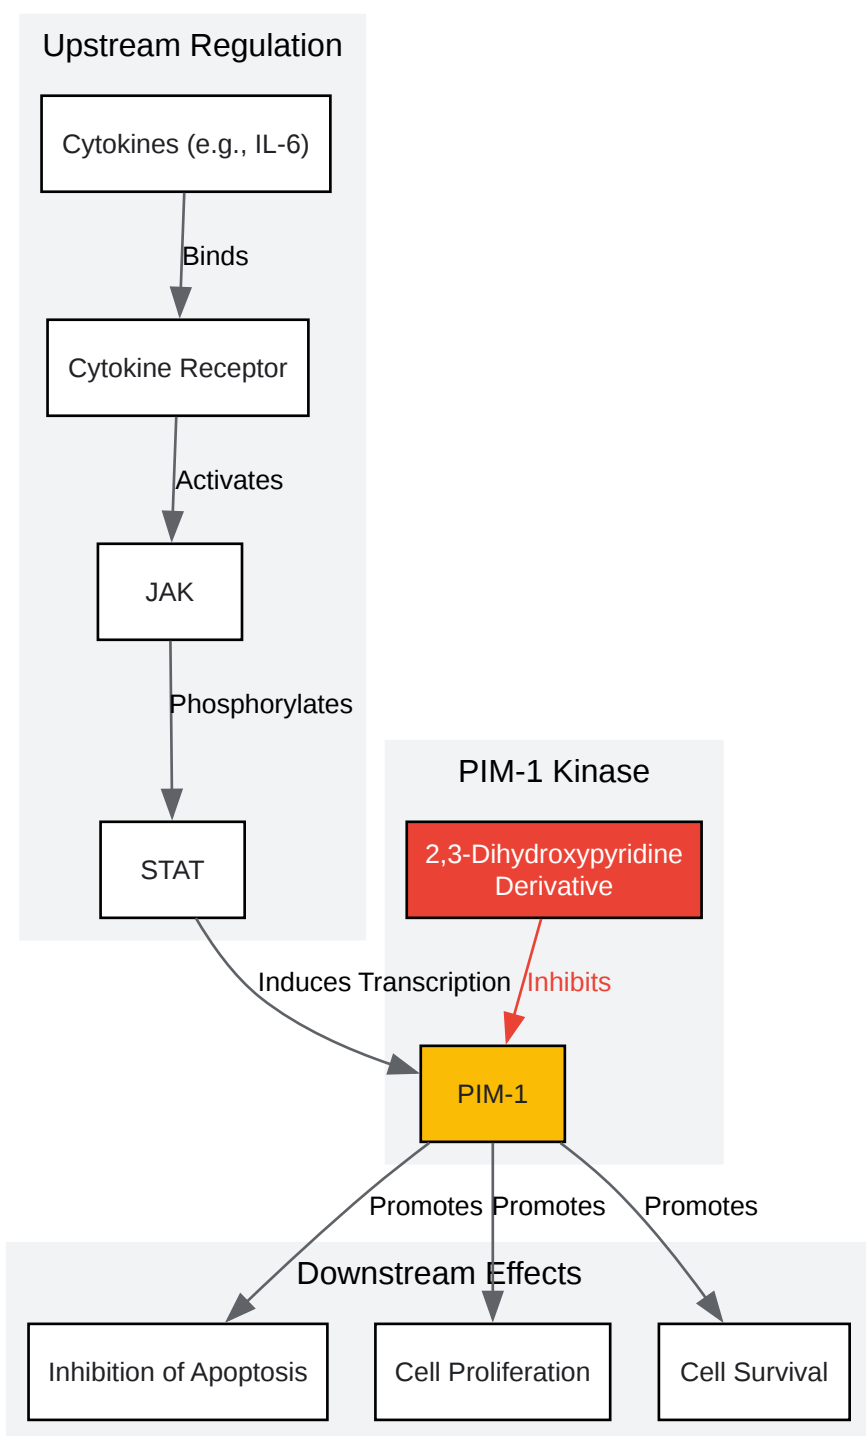 Upstream Regulation
Cytokines (e.g., IL-6)
Binds
Cytokine Receptor
Activates
JAK
Phosphorylates
STAT
PIM-1 Kinase
2,3-Dihydroxypyridine
Derivative
Induces Transcription
Inhibits
PIM-1
Promotes
Promotes
Promotes
Downstream Effects
Inhibition of Apoptosis
Cell Proliferation
Cell Survival